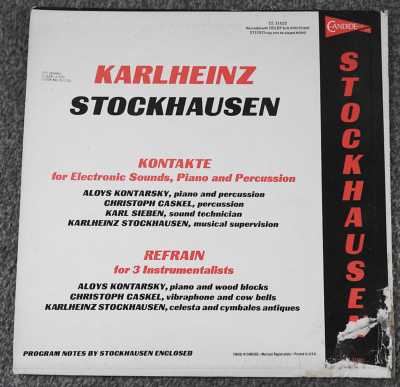 CANDIDE
KARLHEINZ
STOCKHAUSEN
STOCKHAUSEN
KONTAKTE
for Electronic Sounds, Piano and Percussion
ALOYS KONTARSKY, piano and percussion
CHRISTOPH CASKEL, percussion
KARL SIEBEN, sound technician
KARLHEINZ STOCKHAUSEN, musical supervision
REFRAIN
for 3 Instrumentalists
ALOYS KONTARSKY, piano and wood blocks
CHRISTOPH CASKEL, vibraphone and cow bells
KARLHEINZ STOCKHAUSEN, celesta and cymbales antiques
PROGRAM NOTES BY STOCKHAUSEN ENCLOSED